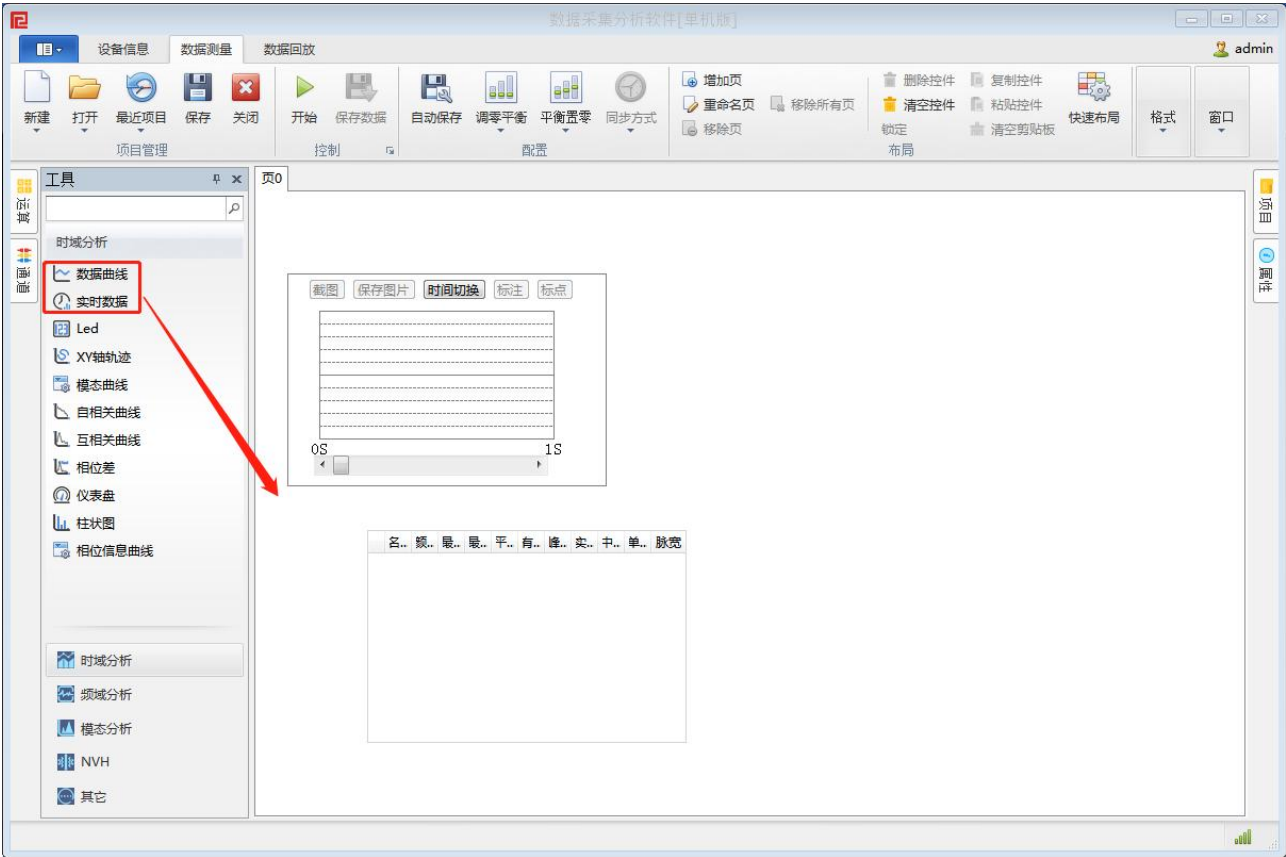 数据采集分析软件[单机版]
设备信息 数据测量 数据回放 admin
新建 打开 最近项目 保存 关闭
项目管理
开始 保存数据
控制
自动保存 调零平衡 平衡置零 同步方式
配置
增加页
重命名页 移除所有页
移除页
删除控件 复制控件
清空控件 粘贴控件
锁定 清空剪贴板
快速布局
布局
格式
窗口
运算
通道
工具
时域分析
数据曲线
实时数据
Led
XY轴轨迹
模态曲线
自相关曲线
互相关曲线
相位差
仪表盘
柱状图
相位信息曲线
时域分析
频域分析
模态分析
NVH
其它
页0
截图 保存图片 时间切换 标注 标点
0S 1S
名.. 频.. 最.. 最.. 平.. 有.. 峰.. 实.. 中.. 单.. 脉宽
项目
属性